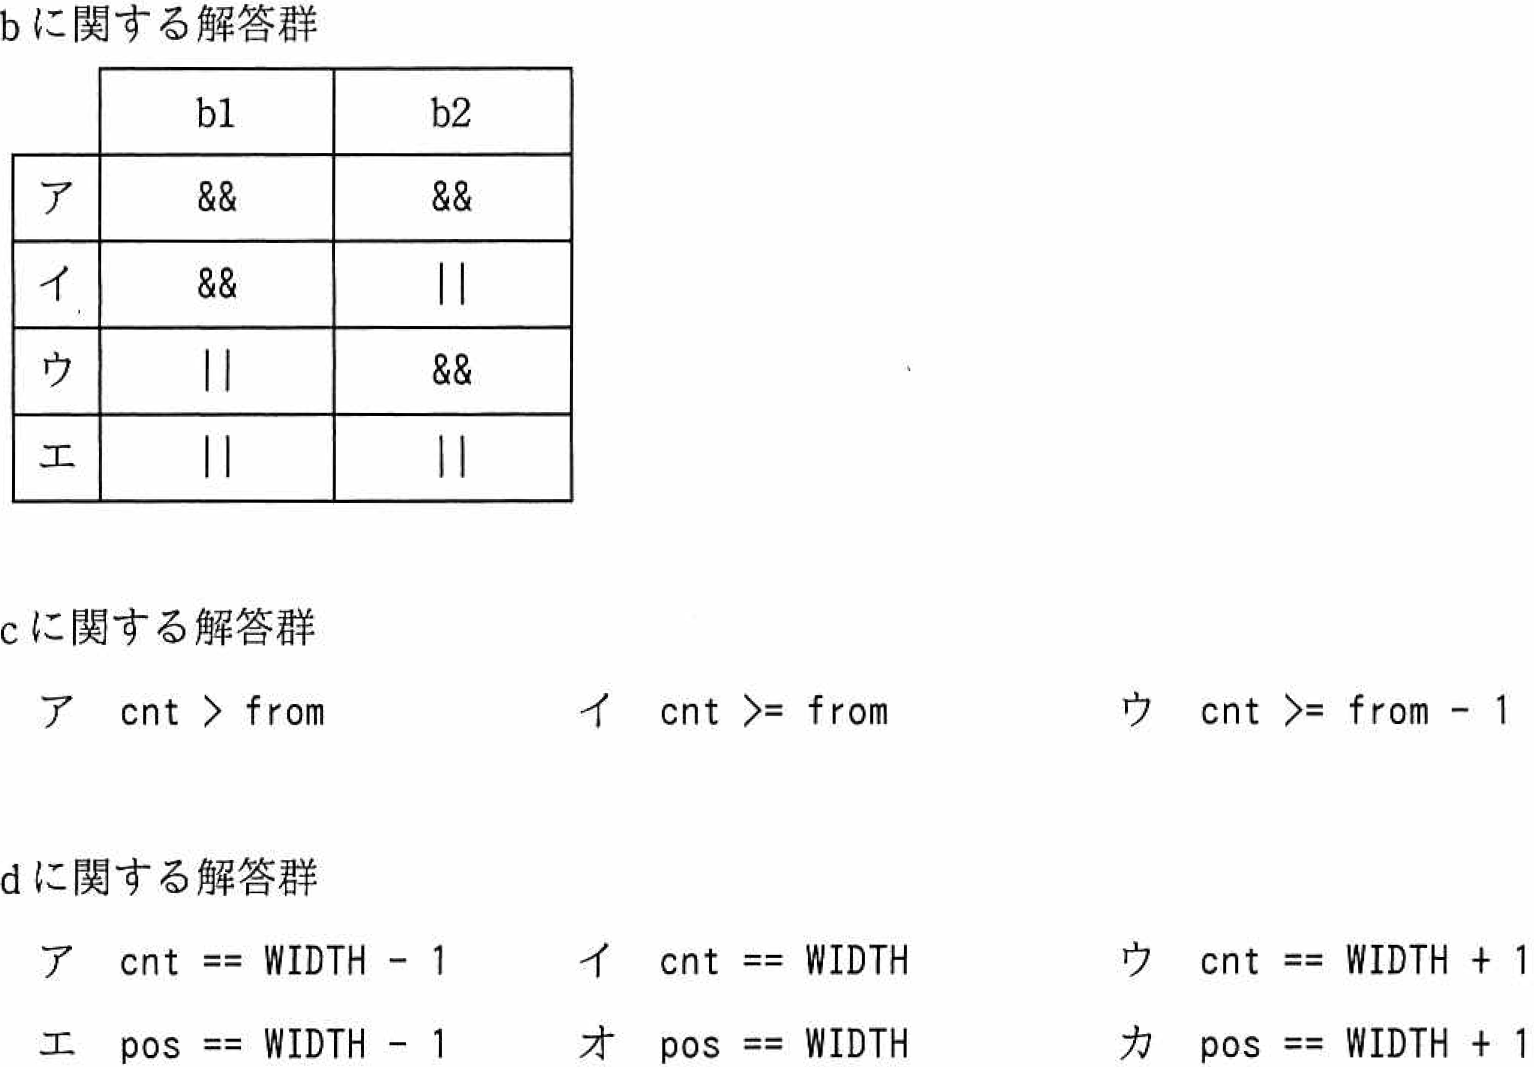 bに関する解答群
b1 b2
ア && &&
イ && ||
ウ || &&
エ || ||
cに関する解答群
ア cnt > from イ cnt >= from ウ cnt >= from - 1
dに関する解答群
ア cnt == WIDTH - 1 イ cnt == WIDTH ウ cnt == WIDTH + 1
エ pos == WIDTH - 1 オ pos == WIDTH カ pos == WIDTH + 1